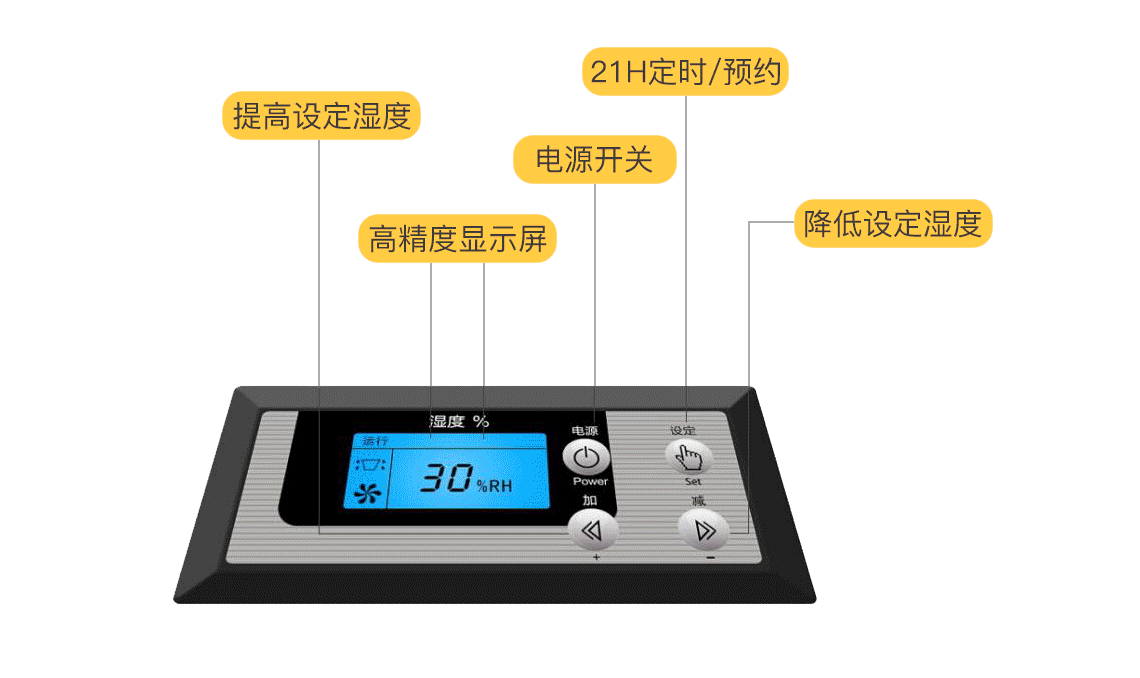 21H定时/预约
提高设定湿度
电源开关
降低设定湿度
高精度显示屏
湿度 %
运行
30%RH
电源
Power
设定
Set
加
+
减
-